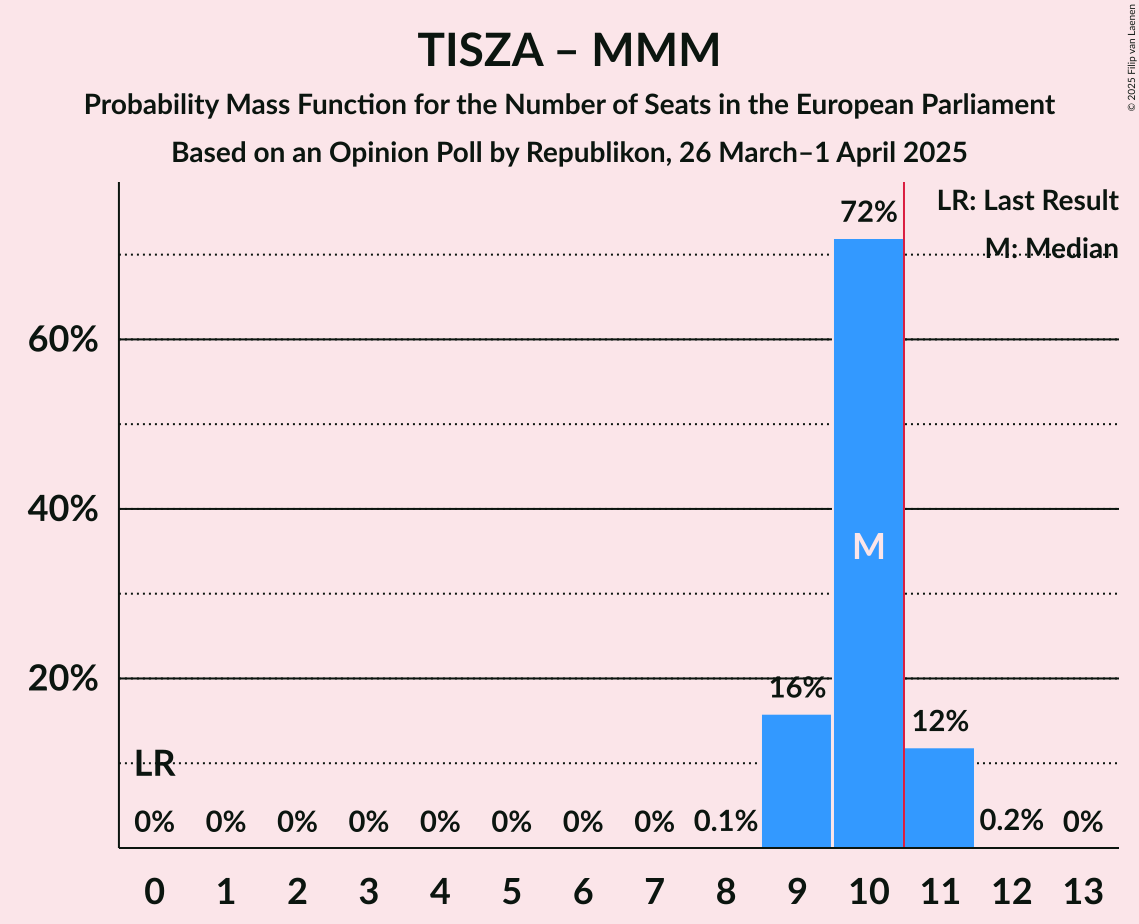 TISZA – MMM
Probability Mass Function for the Number of Seats in the European Parliament
Based on an Opinion Poll by Republikon, 26 March–1 April 2025
© 2025 Filip van Laenen
LR: Last Result
M: Median
72%
60%
40%
M
20%
16%
12%
LR
0% 0% 0% 0% 0% 0% 0% 0% 0.1% 0.2% 0%
0 1 2 3 4 5 6 7 8 9 10 11 12 13